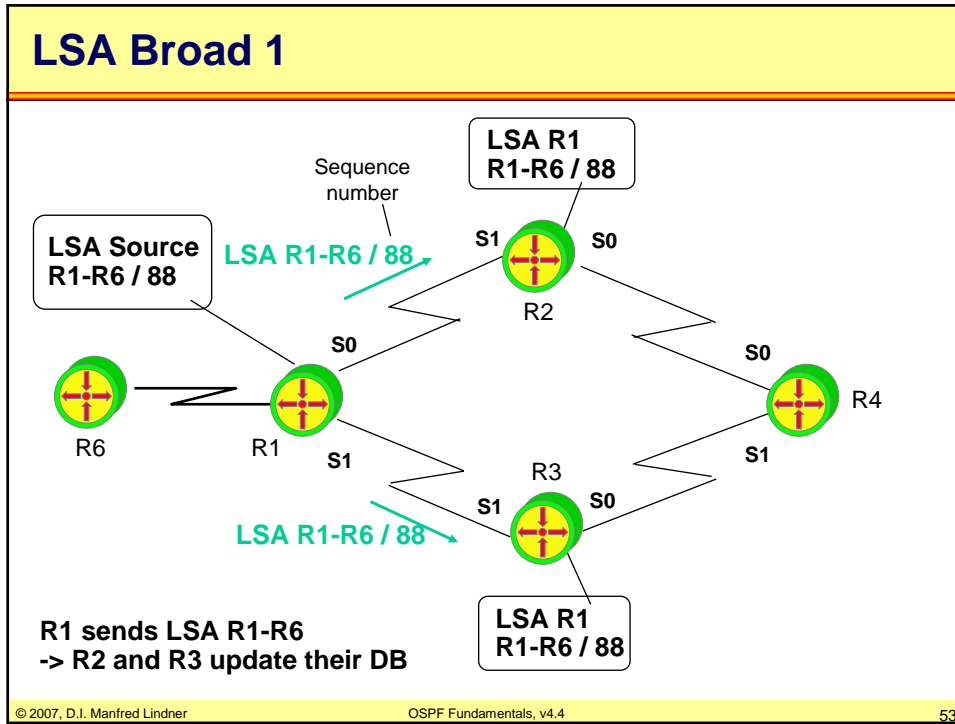 LSA Broad 1
LSA R1
R1-R6 / 88
Sequence
number
LSA Source
R1-R6 / 88
LSA R1-R6 / 88
S1
S0
R2
S0
S0
R4
R6
R1
S1
S1
R3
S1
S0
LSA R1-R6 / 88
LSA R1
R1-R6 / 88
R1 sends LSA R1-R6
-> R2 and R3 update their DB
© 2007, D.I. Manfred Lindner
OSPF Fundamentals, v4.4
53